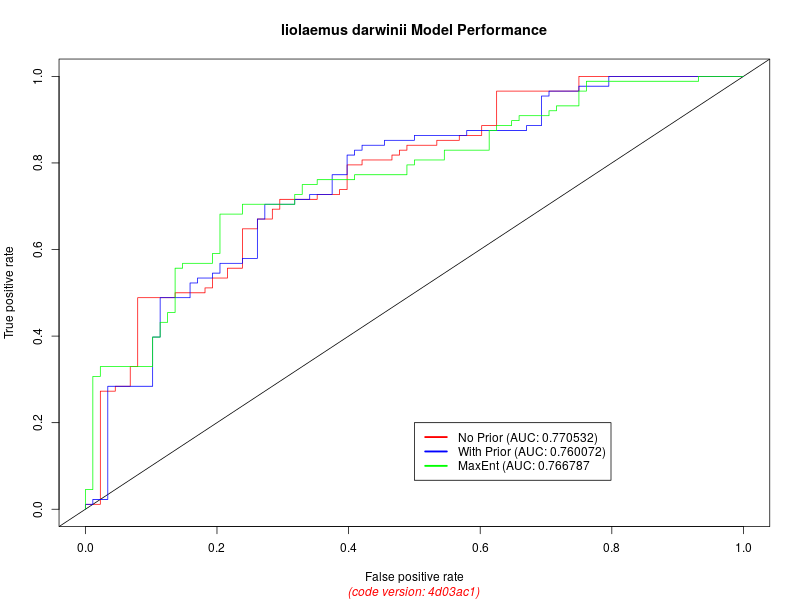 liolaemus darwinii Model Performance
1.0
0.8
0.6
0.4
0.2
0.0
True positive rate
No Prior (AUC: 0.770532)
With Prior (AUC: 0.760072)
MaxEnt (AUC: 0.766787
0.0 0.2 0.4 0.6 0.8 1.0
False positive rate
(code version: 4d03ac1)